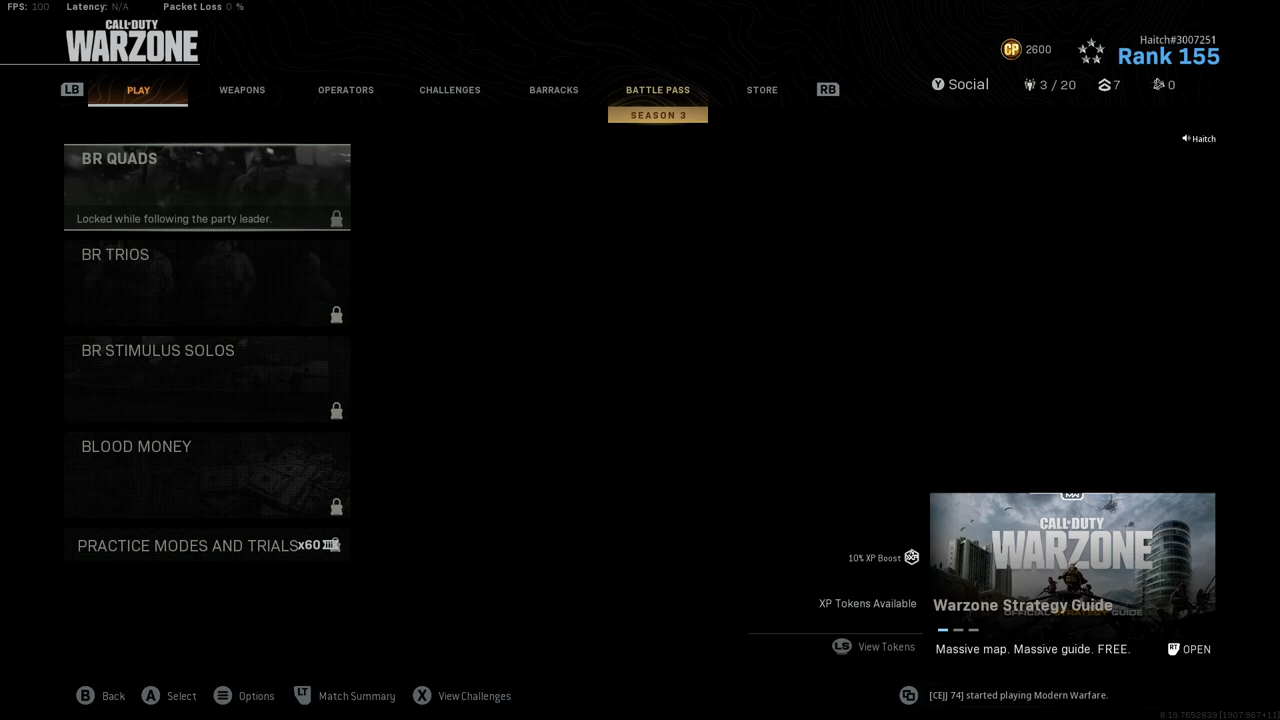 FPS: 100 Latency: N/A Packet Loss 0 %
CALL OF DUTY
WARZONE
CP 2600
Haitch#3007251
Rank 155
LB PLAY WEAPONS OPERATORS CHALLENGES BARRACKS BATTLE PASS STORE RB
Y Social 3 / 20 7 0
SEASON 3
Haitch
BR QUADS
Locked while following the party leader.
BR TRIOS
BR STIMULUS SOLOS
BLOOD MONEY
PRACTICE MODES AND TRIALS x60
CALL OF DUTY
WARZONE
10% XP Boost
XP Tokens Available
Warzone Strategy Guide
OFFICIAL STRATEGY GUIDE
LS View Tokens
Massive map. Massive guide. FREE.
RT OPEN
B Back A Select Options LT Match Summary X View Challenges
[CEJJ 74] started playing Modern Warfare.